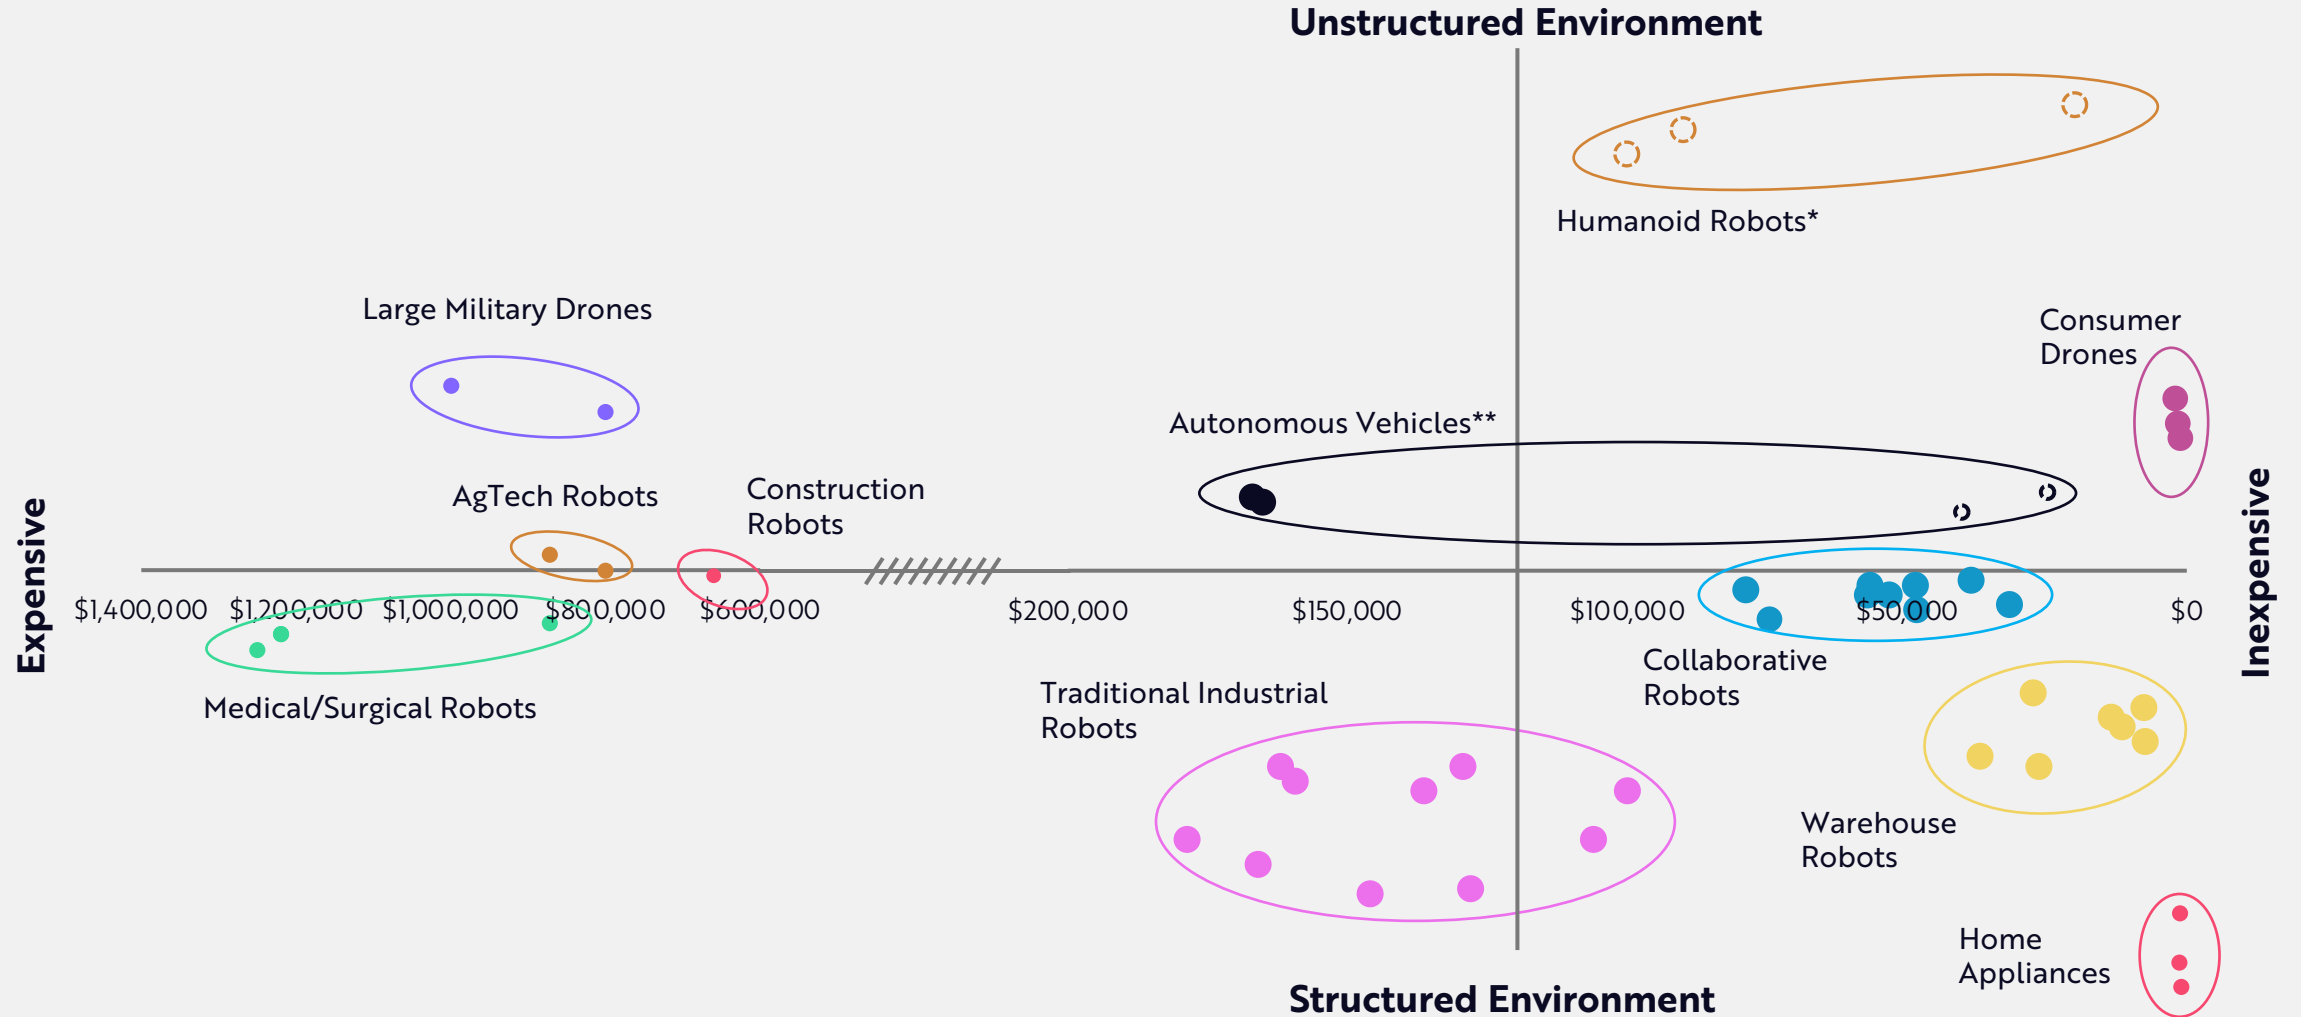 Unstructured Environment
Humanoid Robots*
Large Military Drones
Consumer
Drones
Autonomous Vehicles**
AgTech Robots
Construction
Robots
Expensive
Inexpensive
$1,400,000 $1,200,000 $1,000,000 $800,000 $600,000 $200,000 $150,000 $100,000 $50,000 $0
Medical/Surgical Robots
Traditional Industrial
Robots
Collaborative
Robots
Warehouse
Robots
Home
Appliances
Structured Environment